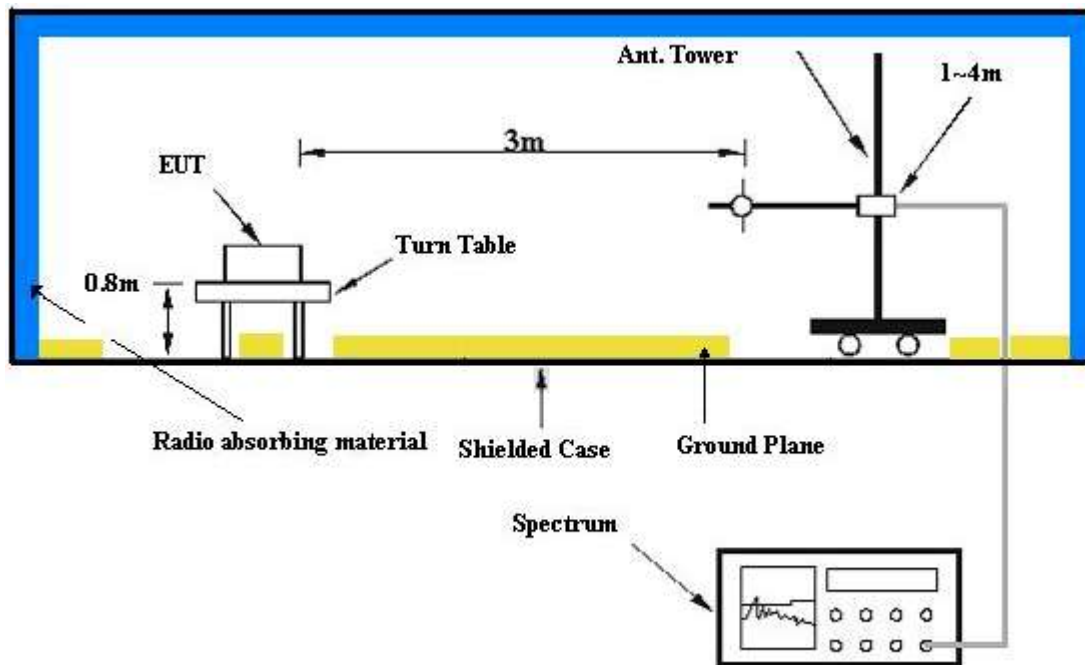 Ant. Tower
1~4m
3m
EUT
Turn Table
0.8m
Radio absorbing material
Shielded Case
Ground Plane
Spectrum